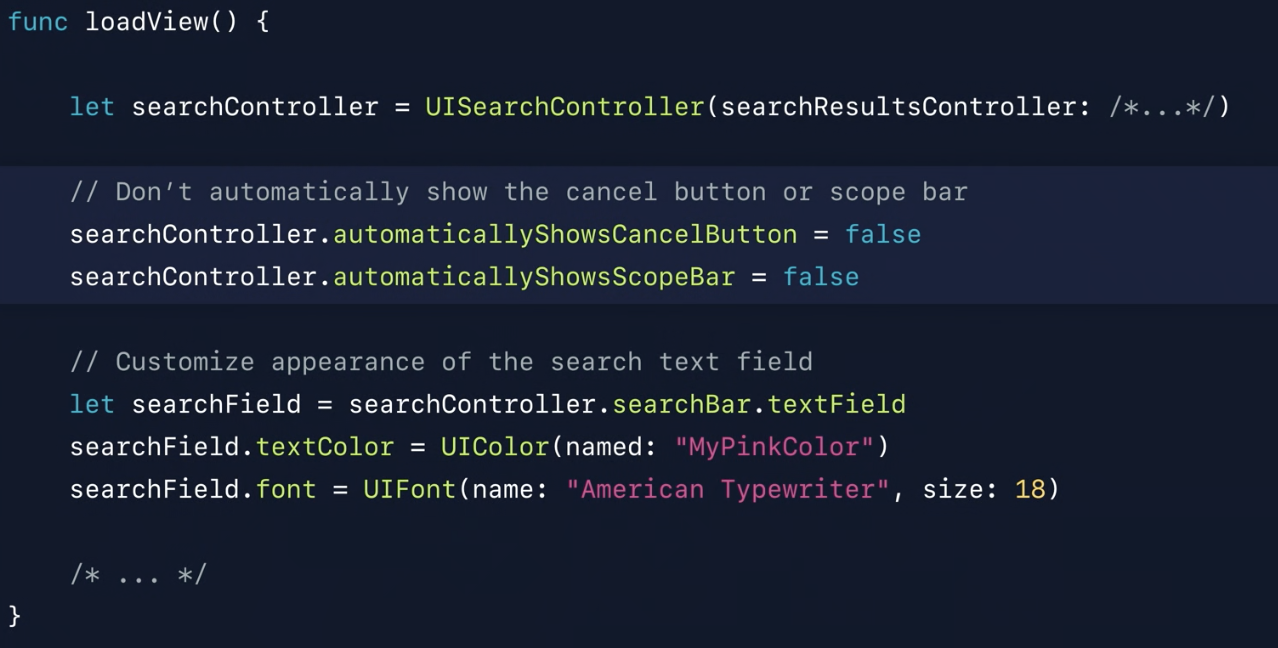 func loadView() {
let searchController = UISearchController(searchResultsController: /*...*/)
// Don’t automatically show the cancel button or scope bar
searchController.automaticallyShowsCancelButton = false
searchController.automaticallyShowsScopeBar = false
// Customize appearance of the search text field
let searchField = searchController.searchBar.textField
searchField.textColor = UIColor(named: "MyPinkColor")
searchField.font = UIFont(name: "American Typewriter", size: 18)
/* ... */
}